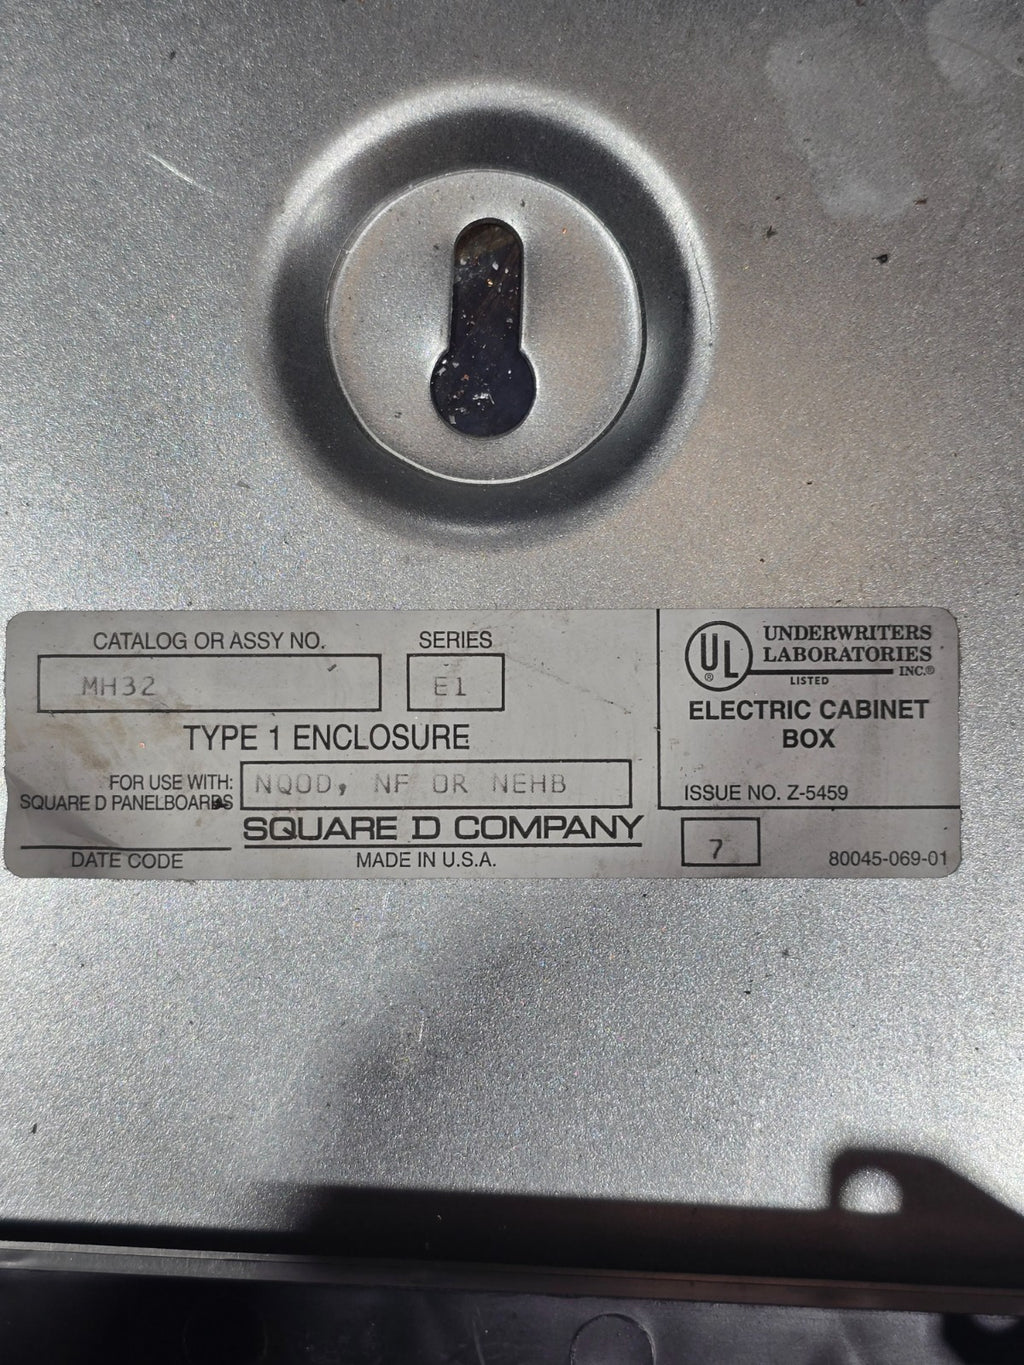 CATALOG OR ASSY NO.
SERIES
MH32
E1
TYPE 1 ENCLOSURE
FOR USE WITH:
SQUARE D PANELBOARDS
NQOD, NF OR NEHB
SQUARE D COMPANY
DATE CODE
MADE IN U.S.A.
UL
®
UNDERWRITERS
LABORATORIES
INC.®
LISTED
ELECTRIC CABINET
BOX
ISSUE NO. Z-5459
7
80045-069-01